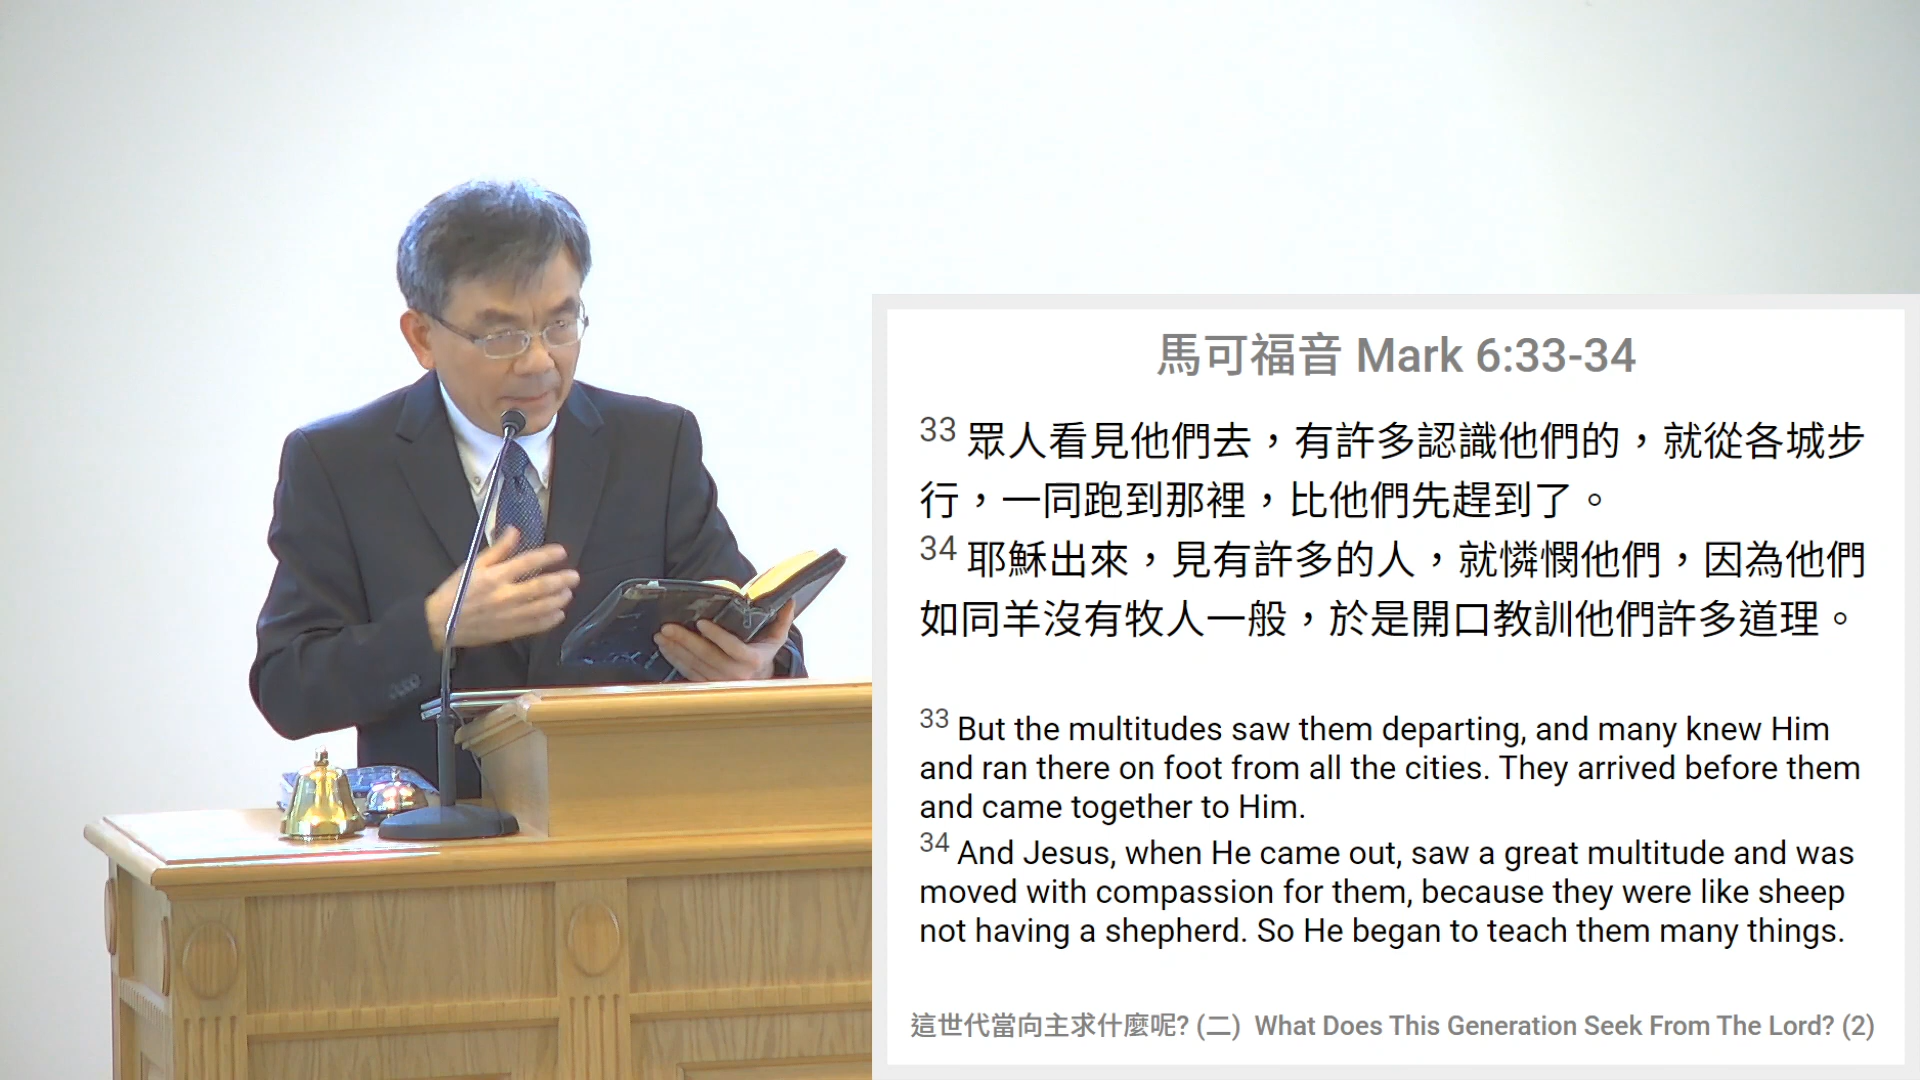 馬可福音 Mark 6:33-34
33 眾人看見他們去，有許多認識他們的，就從各城步
行，一同跑到那裡，比他們先趕到了。
34 耶穌出來，見有許多的人，就憐憫他們，因為他們
如同羊沒有牧人一般，於是開口教訓他們許多道理。
33 But the multitudes saw them departing, and many knew Him
and ran there on foot from all the cities. They arrived before them
and came together to Him.
34 And Jesus, when He came out, saw a great multitude and was
moved with compassion for them, because they were like sheep
not having a shepherd. So He began to teach them many things.
這世代當向主求什麼呢? (二) What Does This Generation Seek From The Lord? (2)